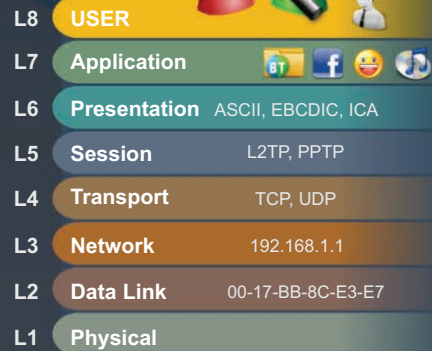 L8 USER
L7 Application BT f
L6 Presentation ASCII, EBCDIC, ICA
L5 Session L2TP, PPTP
L4 Transport TCP, UDP
L3 Network 192.168.1.1
L2 Data Link 00-17-BB-8C-E3-E7
L1 Physical